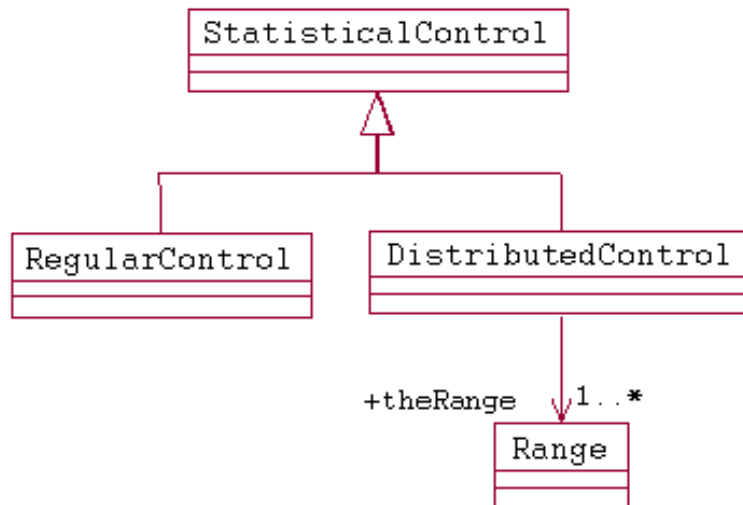 StatisticalControl
RegularControl
DistributedControl
+theRange
1..*
Range